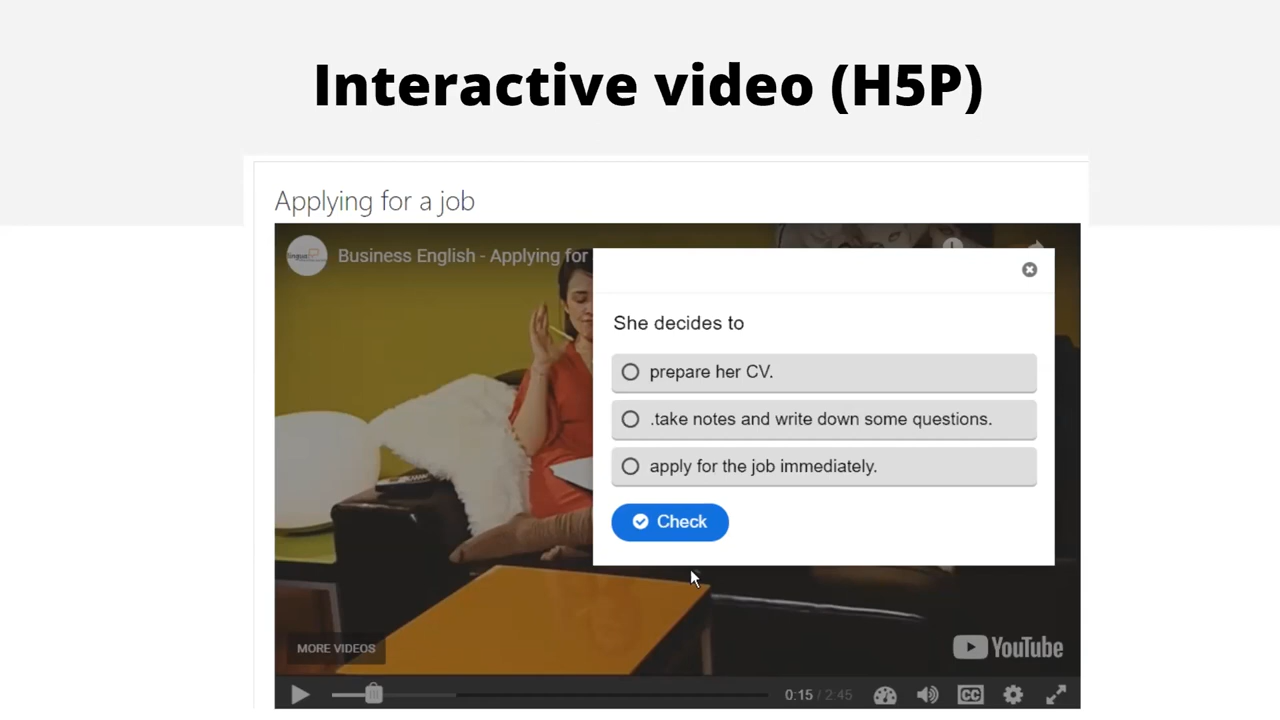 Interactive video (H5P)
Applying for a job
Business English - Applying for
She decides to
prepare her CV.
.take notes and write down some questions.
apply for the job immediately.
Check
MORE VIDEOS
YouTube
0:15 / 2:45
CC